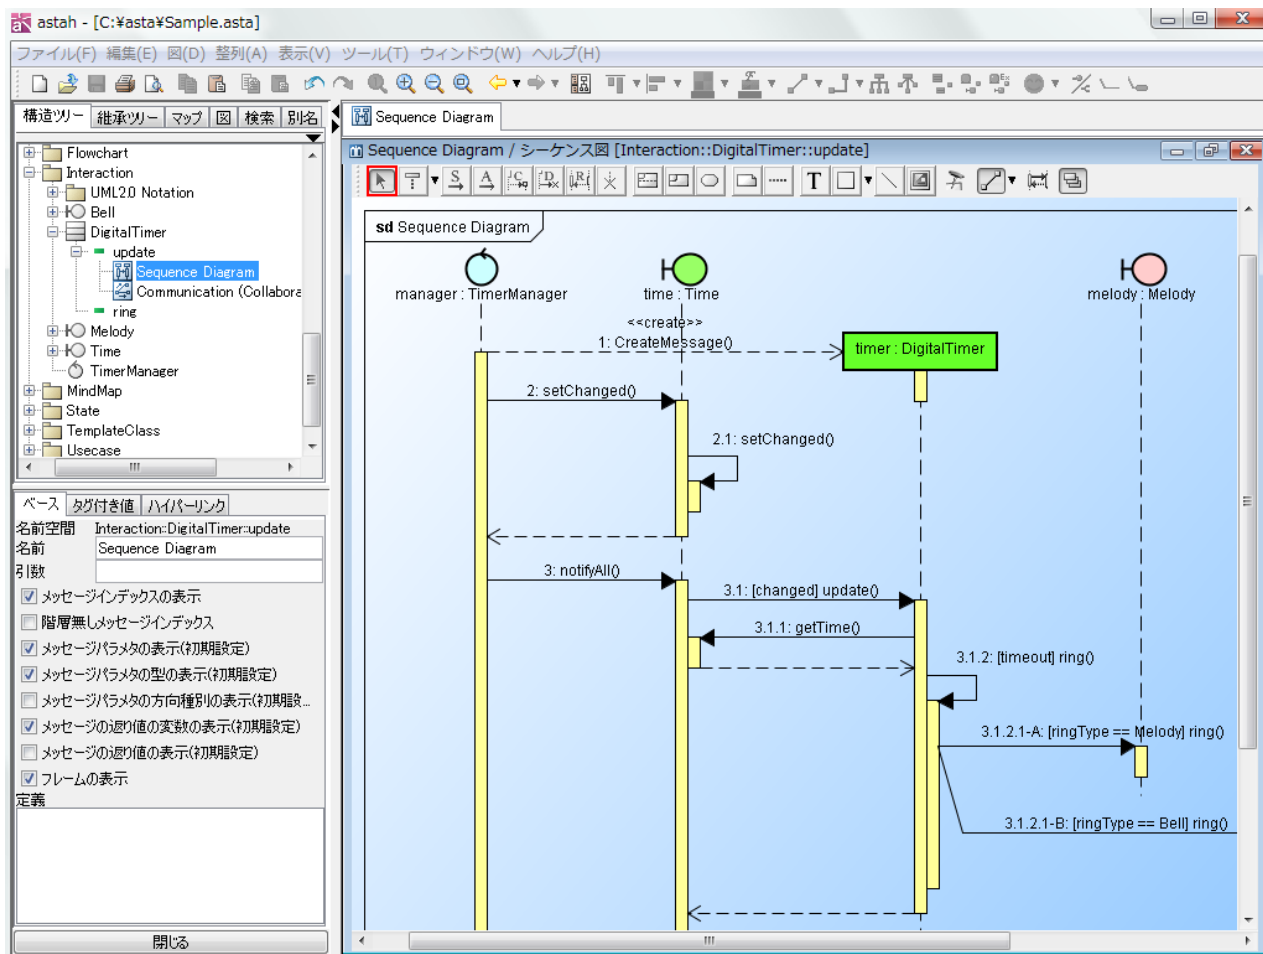 astah - [C:¥asta¥Sample.asta]
ファイル(F) 編集(E) 図(D) 整列(A) 表示(V) ツール(T) ウィンドウ(W) ヘルプ(H)
構造ツリー 継承ツリー マップ 図 検索 別名
Flowchart
Interaction
UML2.0 Notation
Bell
DigitalTimer
update
Sequence Diagram
Communication (Collabora
ring
Melody
Time
TimerManager
MindMap
State
TemplateClass
Usecase
ベース タグ付き値 ハイパーリンク
名前空間 Interaction::DigitalTimer::update
名前 Sequence Diagram
引数
メッセージインデックスの表示
階層無しメッセージインデックス
メッセージパラメタの表示(初期設定)
メッセージパラメタの型の表示(初期設定)
メッセージパラメタの方向種別の表示(初期設...
メッセージの返り値の変数の表示(初期設定)
メッセージの返り値の表示(初期設定)
フレームの表示
定義
閉じる
Sequence Diagram
Sequence Diagram / シーケンス図 [Interaction::DigitalTimer::update]
S A C D R T
sd Sequence Diagram
manager : TimerManager
time : Time
melody : Melody
<<create>>
1: CreateMessage()
timer : DigitalTimer
2: setChanged()
2.1: setChanged()
3: notifyAll()
3.1: [changed] update()
3.1.1: getTime()
3.1.2: [timeout] ring()
3.1.2.1-A: [ringType == Melody] ring()
3.1.2.1-B: [ringType == Bell] ring()